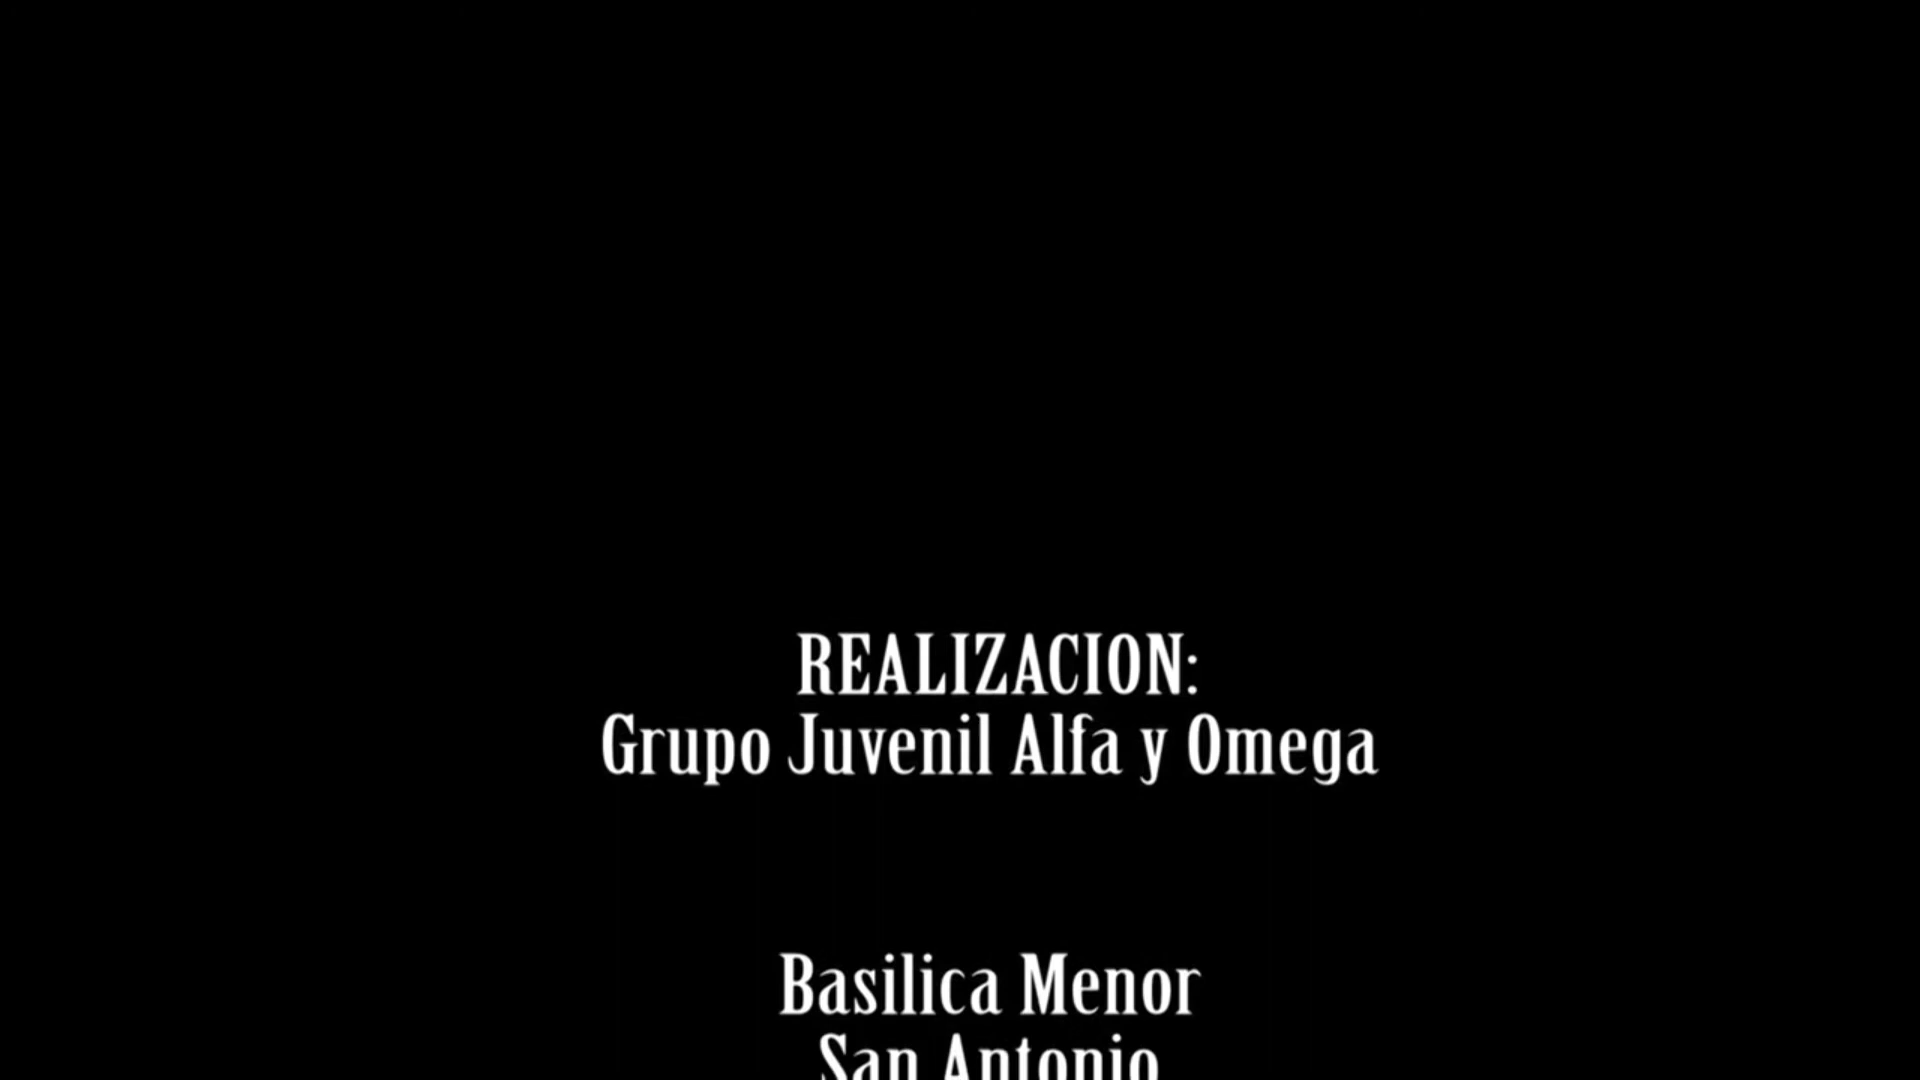 REALIZACION:
Grupo Juvenil Alfa y Omega
Basilica Menor
San Antonio